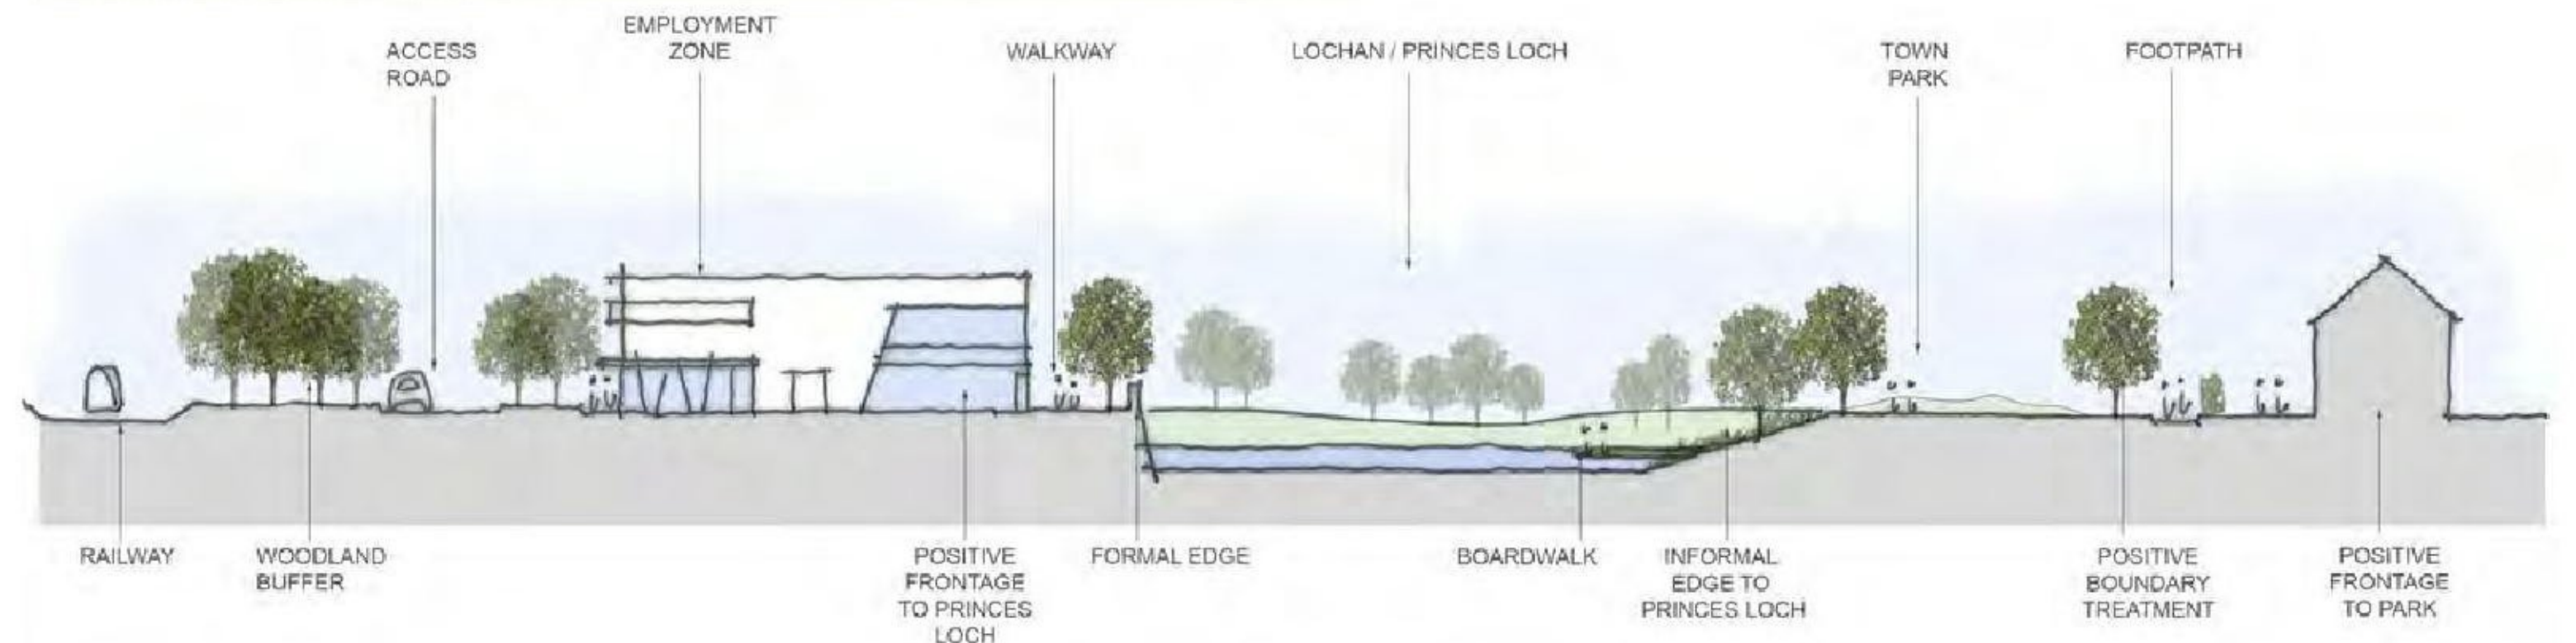 EMPLOYMENT
ZONE
ACCESS
ROAD
WALKWAY
LOCHAN / PRINCES LOCH
TOWN
PARK
FOOTPATH
RAILWAY
WOODLAND
BUFFER
POSITIVE
FRONTAGE
TO PRINCES
LOCH
FORMAL EDGE
BOARDWALK
INFORMAL
EDGE TO
PRINCES LOCH
POSITIVE
BOUNDARY
TREATMENT
POSITIVE
FRONTAGE
TO PARK